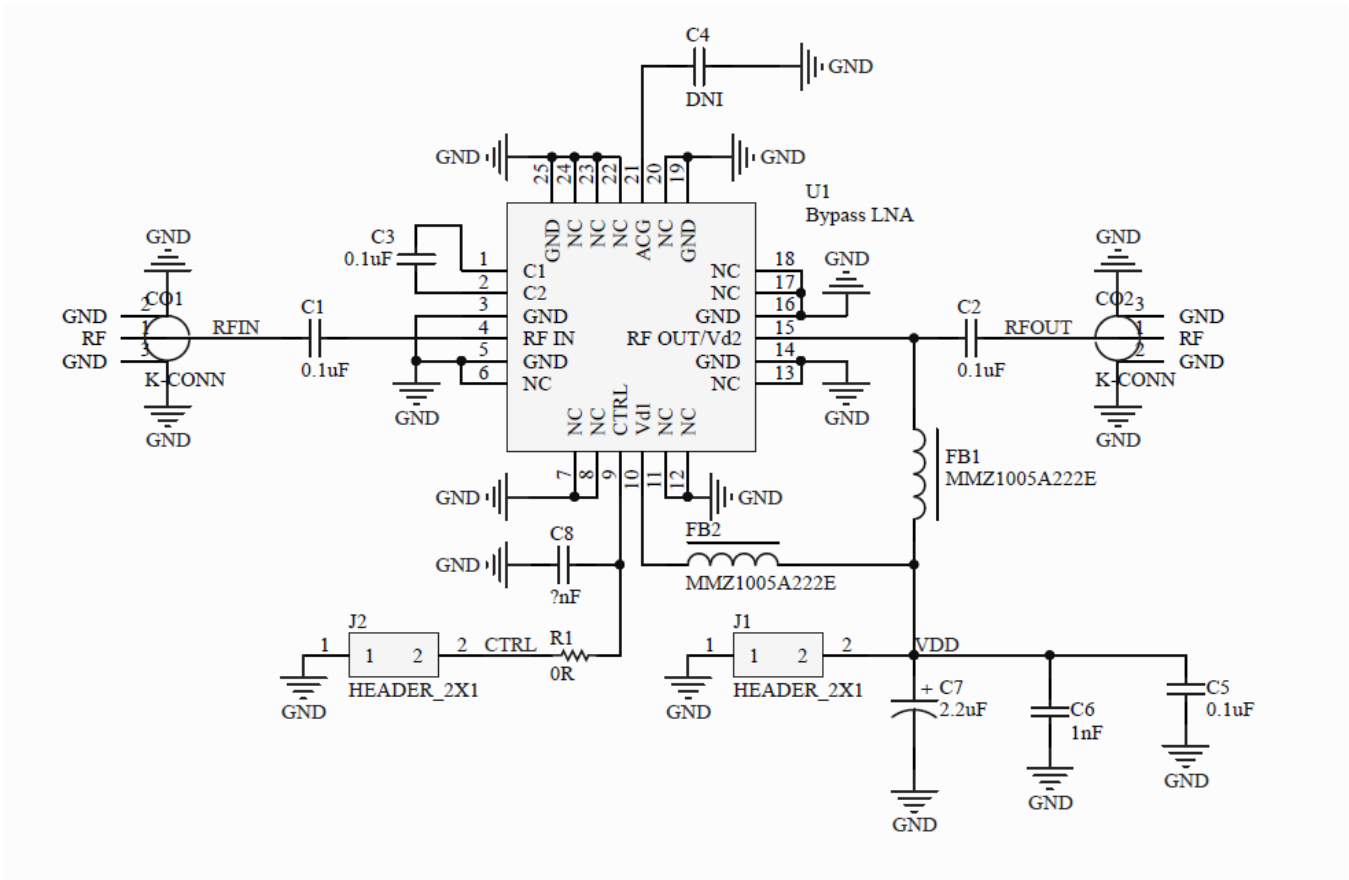 C4
GND
DNI
GND
25
24
23
22
21
20
19
GND
U1
Bypass LNA
GND
NC
NC
NC
ACG
NC
GND
C3
0.1uF
1
C1
2
C2
3
GND
4
RF IN
5
GND
6
NC
GND
NC
18
NC
17
GND
16
RF OUT/Vd2
15
GND
14
NC
13
GND
GND
GND
CO1
2
GND
1
RF
3
GND
K-CONN
GND
RFIN
C1
0.1uF
C2
0.1uF
RFOUT
GND
CO2
3
GND
1
RF
2
GND
K-CONN
GND
NC
NC
CTRL
Vd1
NC
NC
7
8
9
10
11
12
GND
GND
FB1
MMZ1005A222E
FB2
MMZ1005A222E
C8
GND
?nF
J2
1
1 2
2
CTRL
HEADER_2X1
GND
R1
0R
J1
1
1 2
2
VDD
HEADER_2X1
GND
+ C7
2.2uF
GND
C6
1nF
GND
C5
0.1uF
GND